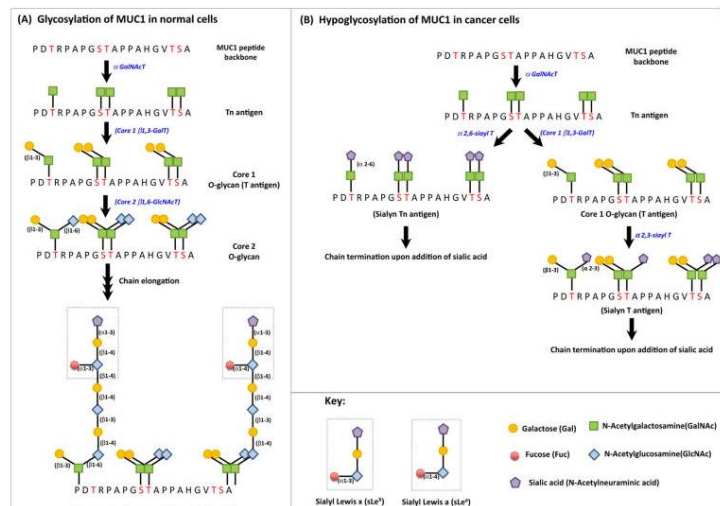 (A) Glycosylation of MUC1 in normal cells
PDTRPAPGSTAPPAHGVTSA
MUC1 peptide
backbone
α GalNAcT
PDTRPAPGSTAPPAHGVTSA
Tn antigen
(Core 1 β1,3-GalT)
(β1-3)
PDTRPAPGSTAPPAHGVTSA
Core 1
O-glycan (T antigen)
(Core 2 β1,6-GlcNAcT)
(β1-3)
(β1-6)
PDTRPAPGSTAPPAHGVTSA
Core 2
O-glycan
Chain elongation
(α1-3)
(β1-4)
(α1-3)
(β1-6)
(β1-4)
(β1-3)
(β1-4)
(β1-3)
(β1-6)
(α1-3)
(β1-4)
(α1-4)
(β1-6)
(β1-4)
(β1-3)
(β1-4)
(β1-3)
(β1-6)
PDTRPAPGSTAPPAHGVTSA
(B) Hypoglycosylation of MUC1 in cancer cells
PDTRPAPGSTAPPAHGVTSA
MUC1 peptide
backbone
α GalNAcT
PDTRPAPGSTAPPAHGVTSA
Tn antigen
α 2,6-siayl T
(Core 1 β1,3-GalT)
(α 2-6)
PDTRPAPGSTAPPAHGVTSA
(Sialyn Tn antigen)
Chain termination upon addition of sialic acid
(β1-3)
PDTRPAPGSTAPPAHGVTSA
Core 1 O-glycan (T antigen)
α 2,3-siayl T
(β1-3)
(α 2-3)
PDTRPAPGSTAPPAHGVTSA
(Sialyn T antigen)
Chain termination upon addition of sialic acid
Key:
(α1-3)
Sialyl Lewis x (sLeˣ)
(α1-4)
Sialyl Lewis a (sLeᵃ)
Galactose (Gal)
N-Acetylgalactosamine(GalNAc)
Fucose (Fuc)
N-Acetylglucosamine(GlcNAc)
Sialic acid (N-Acetylneuraminic acid)